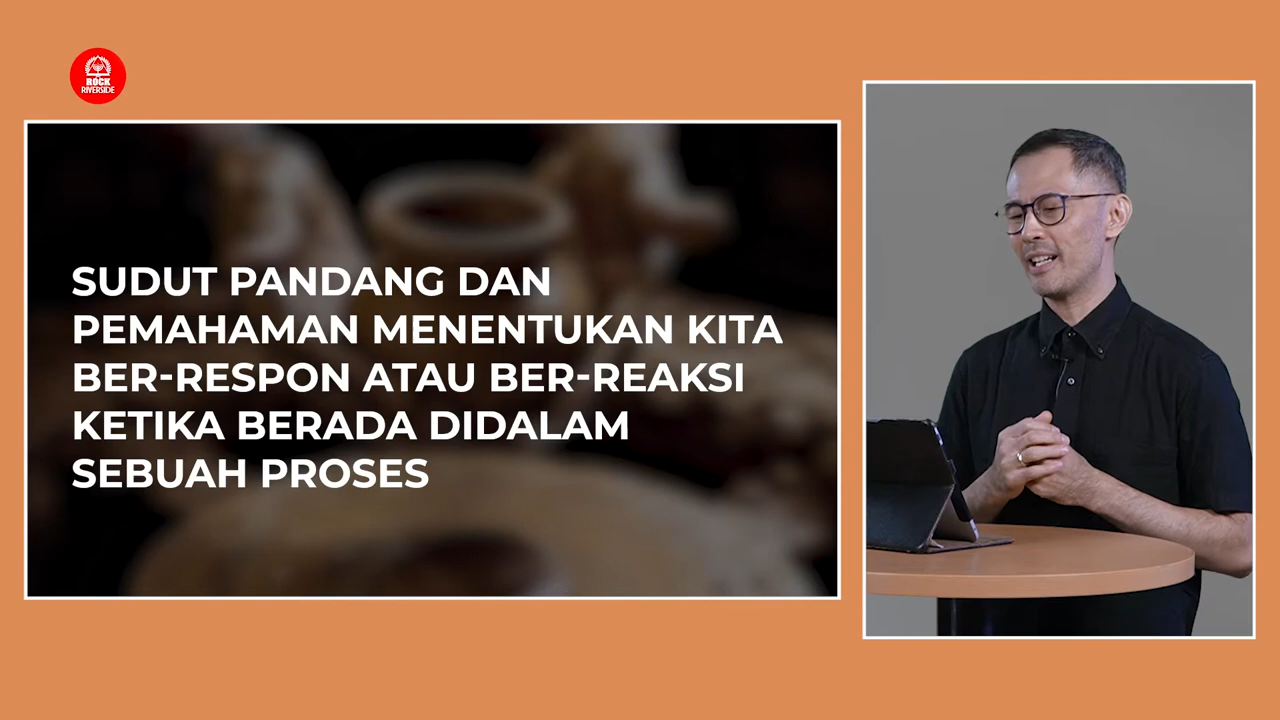 ROCK
RIVERSIDE
SUDUT PANDANG DAN
PEMAHAMAN MENENTUKAN KITA
BER-RESPON ATAU BER-REAKSI
KETIKA BERADA DIDALAM
SEBUAH PROSES